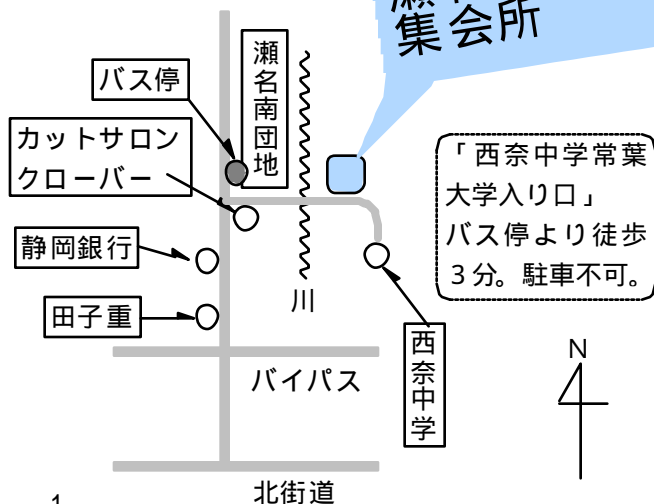 集会所
バス停
瀬名南団地
カットサロン
クローバー
「西奈中学常葉
大学入り口」
バス停より徒歩
3分。駐車不可。
静岡銀行
田子重
川
西奈中学
バイパス
N
北街道
1